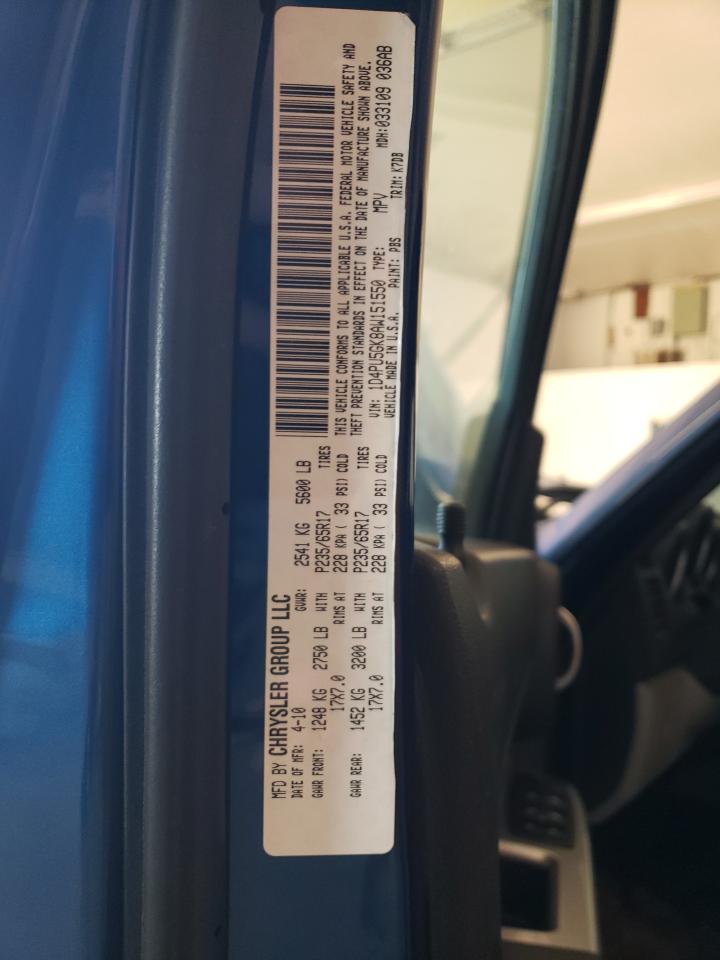 MFD BY CHRYSLER GROUP LLC
DATE OF MFR: 4-10 GVWR: 2541 KG 5600 LB
GAWR FRONT: 1248 KG 2750 LB WITH P235/65R17 TIRES
17X7.0 RIMS AT 228 KPA ( 33 PSI) COLD
GAWR REAR: 1452 KG 3200 LB WITH P235/65R17 TIRES
17X7.0 RIMS AT 228 KPA ( 33 PSI) COLD
THIS VEHICLE CONFORMS TO ALL APPLICABLE U.S.A. FEDERAL MOTOR VEHICLE SAFETY AND
THEFT PREVENTION STANDARDS IN EFFECT ON THE DATE OF MANUFACTURE SHOWN ABOVE.
VIN: 1D4PU5GK8AW151550 TYPE: MPV MDH:033109 036AB
VEHICLE MADE IN U.S.A. PAINT: PBS TRIM: K7DB